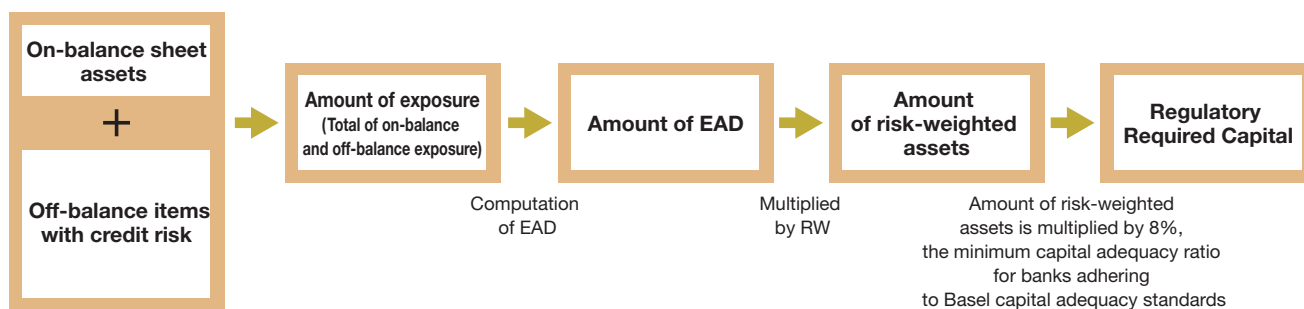 On-balance sheet
assets
+
Off-balance items
with credit risk
Amount of exposure
(Total of on-balance
and off-balance exposure)
Computation
of EAD
Amount of EAD
Multiplied
by RW
Amount
of risk-weighted
assets
Amount of risk-weighted
assets is multiplied by 8%,
the minimum capital adequacy ratio
for banks adhering
to Basel capital adequacy standards
Regulatory
Required Capital